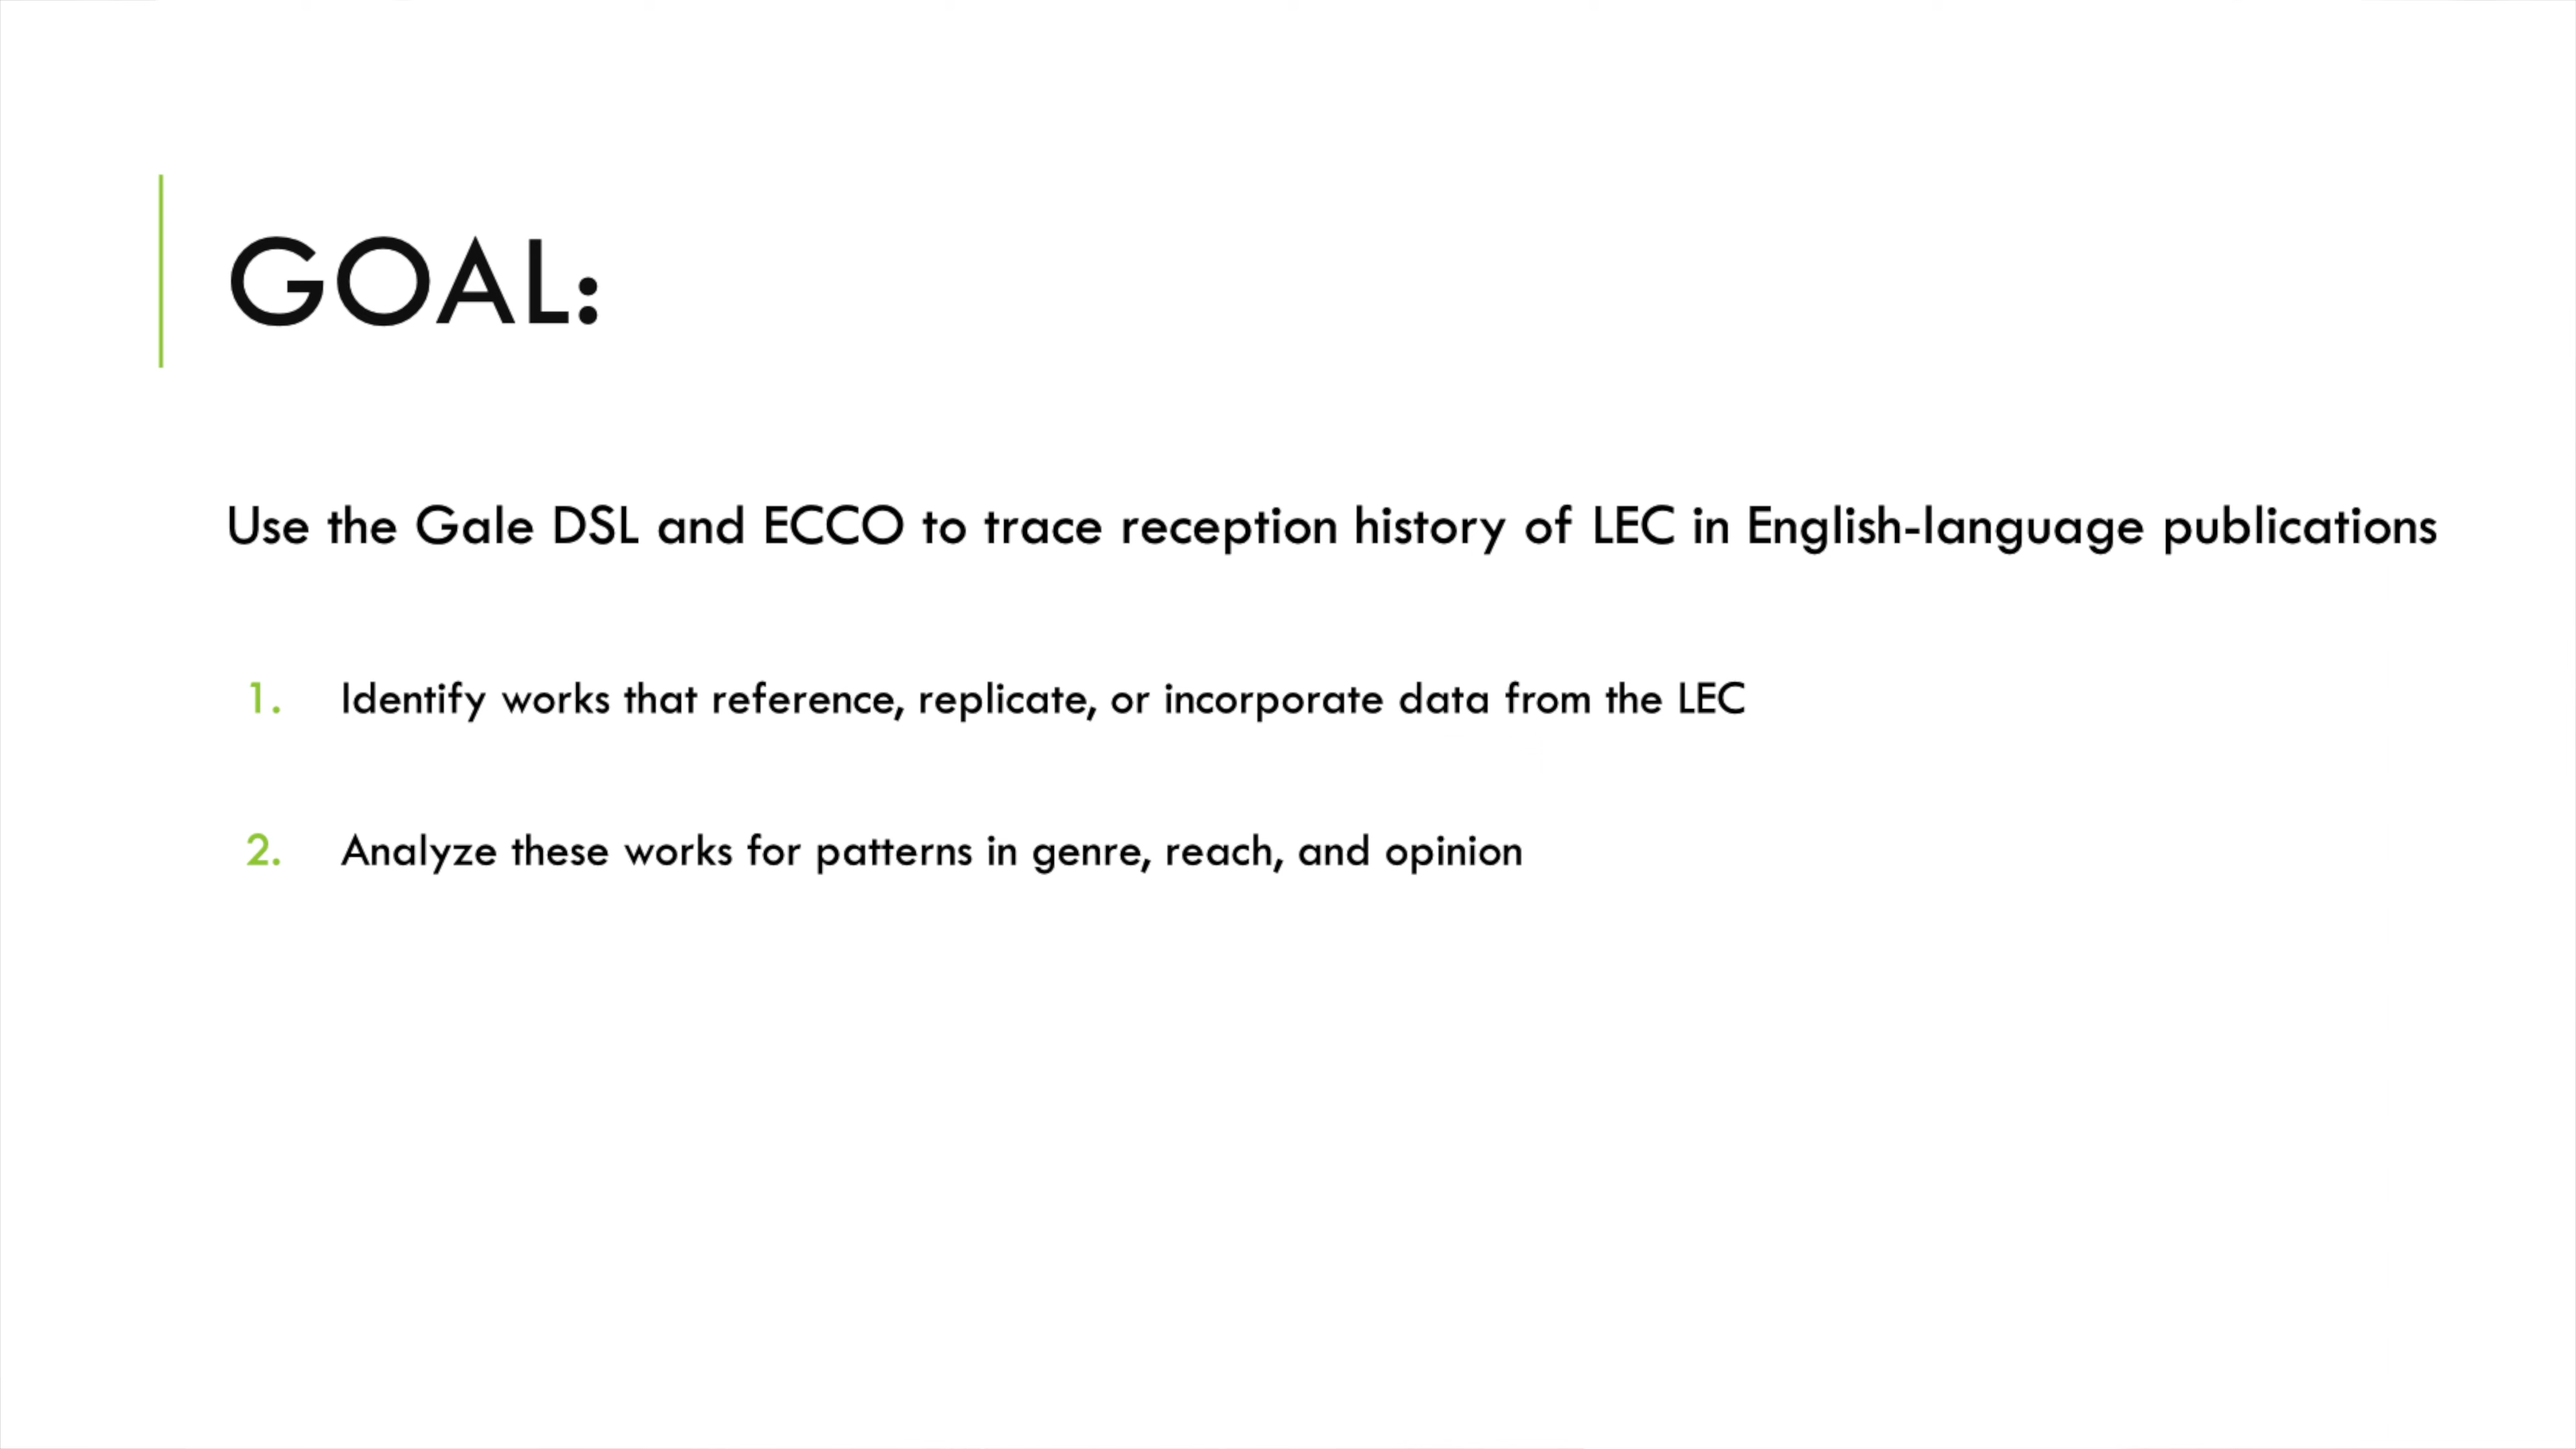 GOAL:
Use the Gale DSL and ECCO to trace reception history of LEC in English-language publications
1. Identify works that reference, replicate, or incorporate data from the LEC
2. Analyze these works for patterns in genre, reach, and opinion